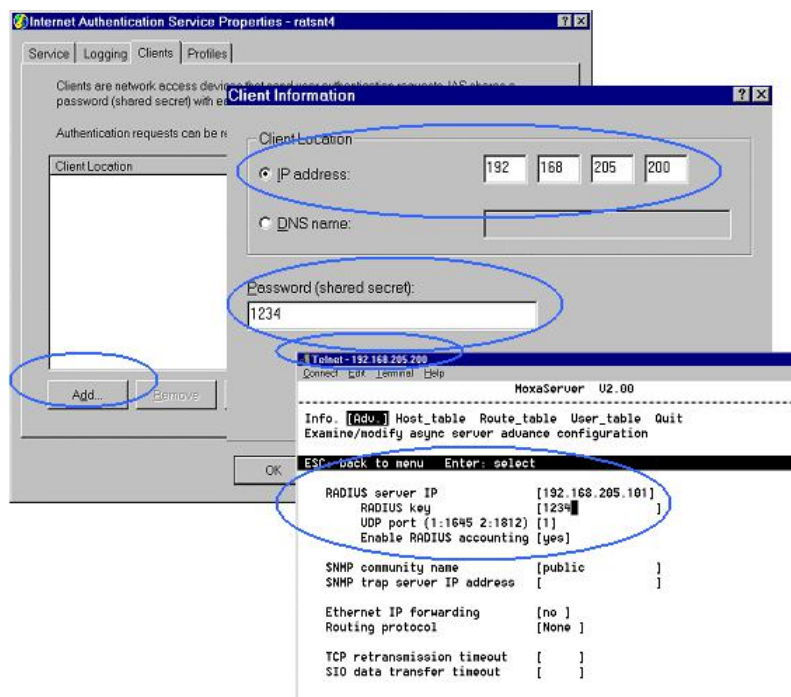 Internet Authentication Service Properties - ratsnt4
Service Logging Clients Profiles
Clients are network access devices that send user authentication requests. IAS shares a
password (shared secret) with
Authentication requests can be
Client Location
Add...
Remove
OK
Client Information
Client Location
IP address: 192 168 205 200
DNS name:
Password (shared secret):
1234
Telnet - 192.168.205.200
Connect Edit Terminal Help
MoxaServer V2.00
Info. [Adv.] Host_table Route_table User_table Quit
Examine/modify async server advance configuration
ESC: back to menu Enter: select
RADIUS server IP [192.168.205.101]
RADIUS key [1234 ]
UDP port (1:1645 2:1812) [1]
Enable RADIUS accounting [yes]
SNMP community name [public ]
SNMP trap server IP address [ ]
Ethernet IP forwarding [no ]
Routing protocol [None ]
TCP retransmission timeout [ ]
SIO data transfer timeout [ ]